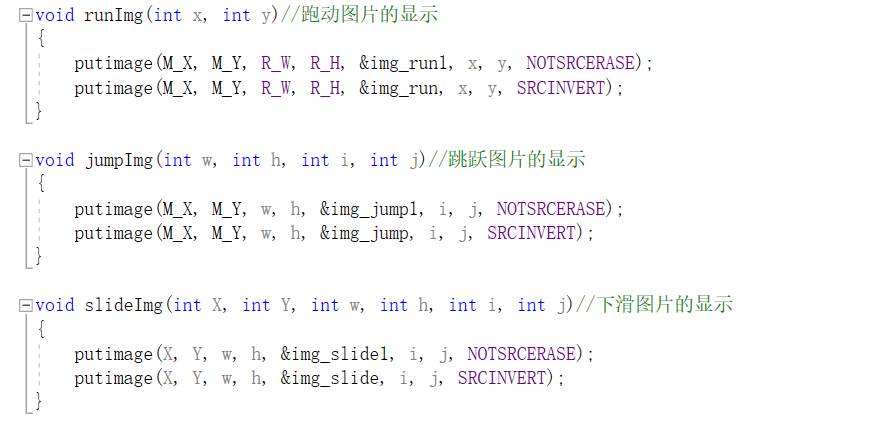 void runImg(int x, int y)//跑动图片的显示
{
putimage(M_X, M_Y, R_W, R_H, &img_run1, x, y, NOTSRCERASE);
putimage(M_X, M_Y, R_W, R_H, &img_run, x, y, SRCINVERT);
}
void jumpImg(int w, int h, int i, int j)//跳跃图片的显示
{
putimage(M_X, M_Y, w, h, &img_jump1, i, j, NOTSRCERASE);
putimage(M_X, M_Y, w, h, &img_jump, i, j, SRCINVERT);
}
void slideImg(int X, int Y, int w, int h, int i, int j)//下滑图片的显示
{
putimage(X, Y, w, h, &img_slide1, i, j, NOTSRCERASE);
putimage(X, Y, w, h, &img_slide, i, j, SRCINVERT);
}